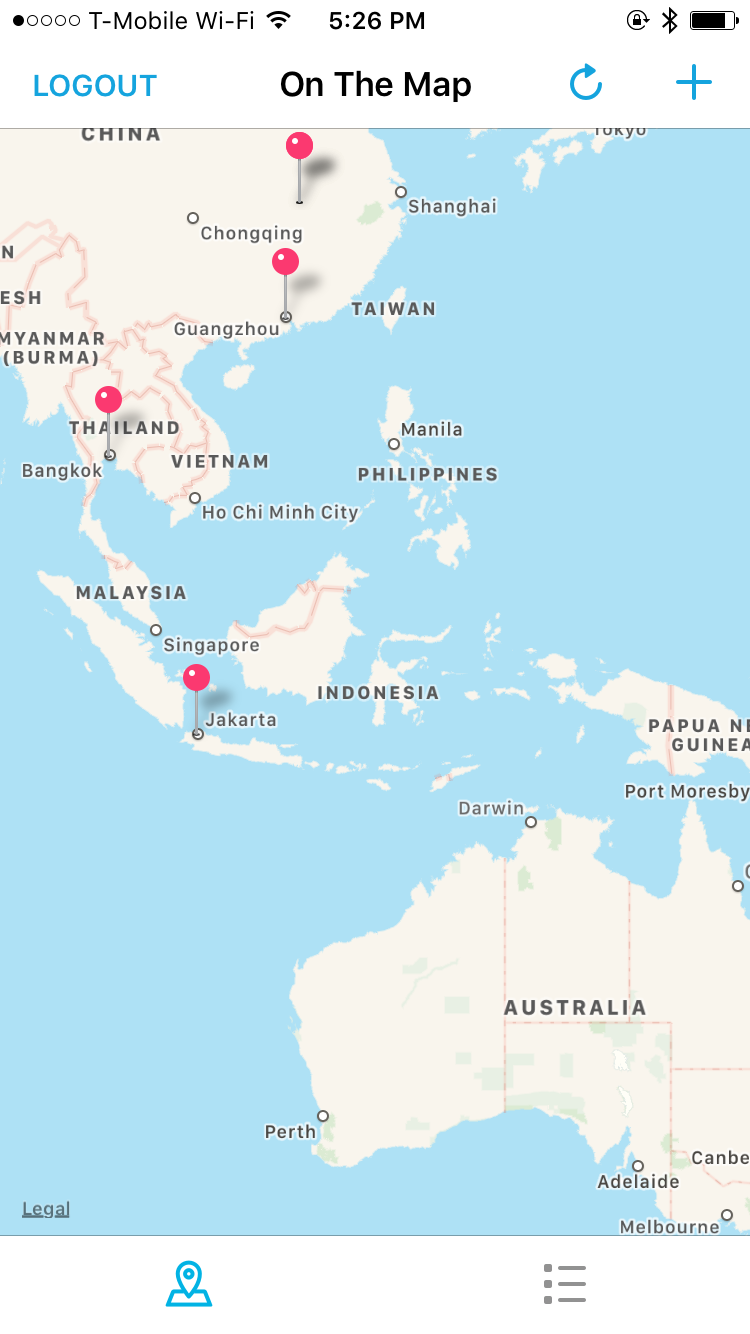 T-Mobile Wi-Fi 5:26 PM
LOGOUT On The Map
CHINA
Tokyo
Shanghai
Chongqing
N
ESH
TAIWAN
Guangzhou
MYANMAR
(BURMA)
THAILAND
Manila
Bangkok
VIETNAM
PHILIPPINES
Ho Chi Minh City
MALAYSIA
Singapore
INDONESIA
Jakarta
PAPUA NE
GUINEA
Port Moresby
Darwin
AUSTRALIA
Perth
Canbe
Adelaide
Legal
Melbourne